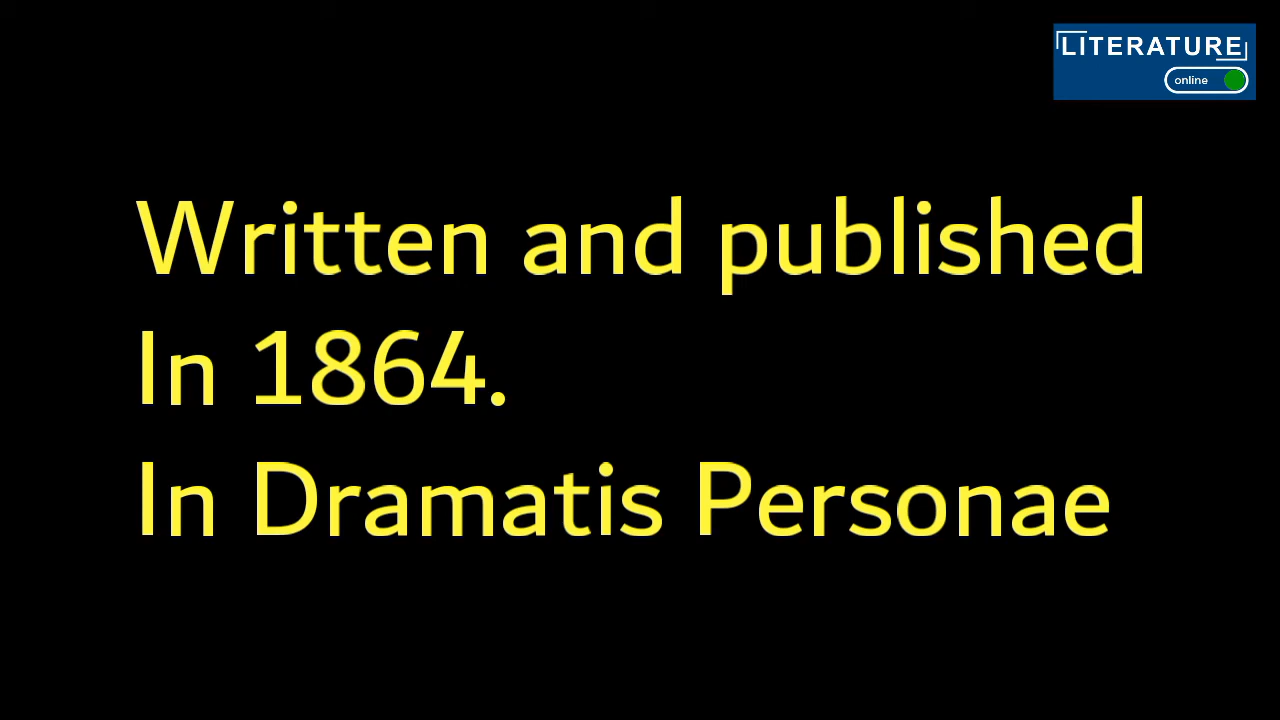 LITERATURE
online
Written and published
In 1864.
In Dramatis Personae